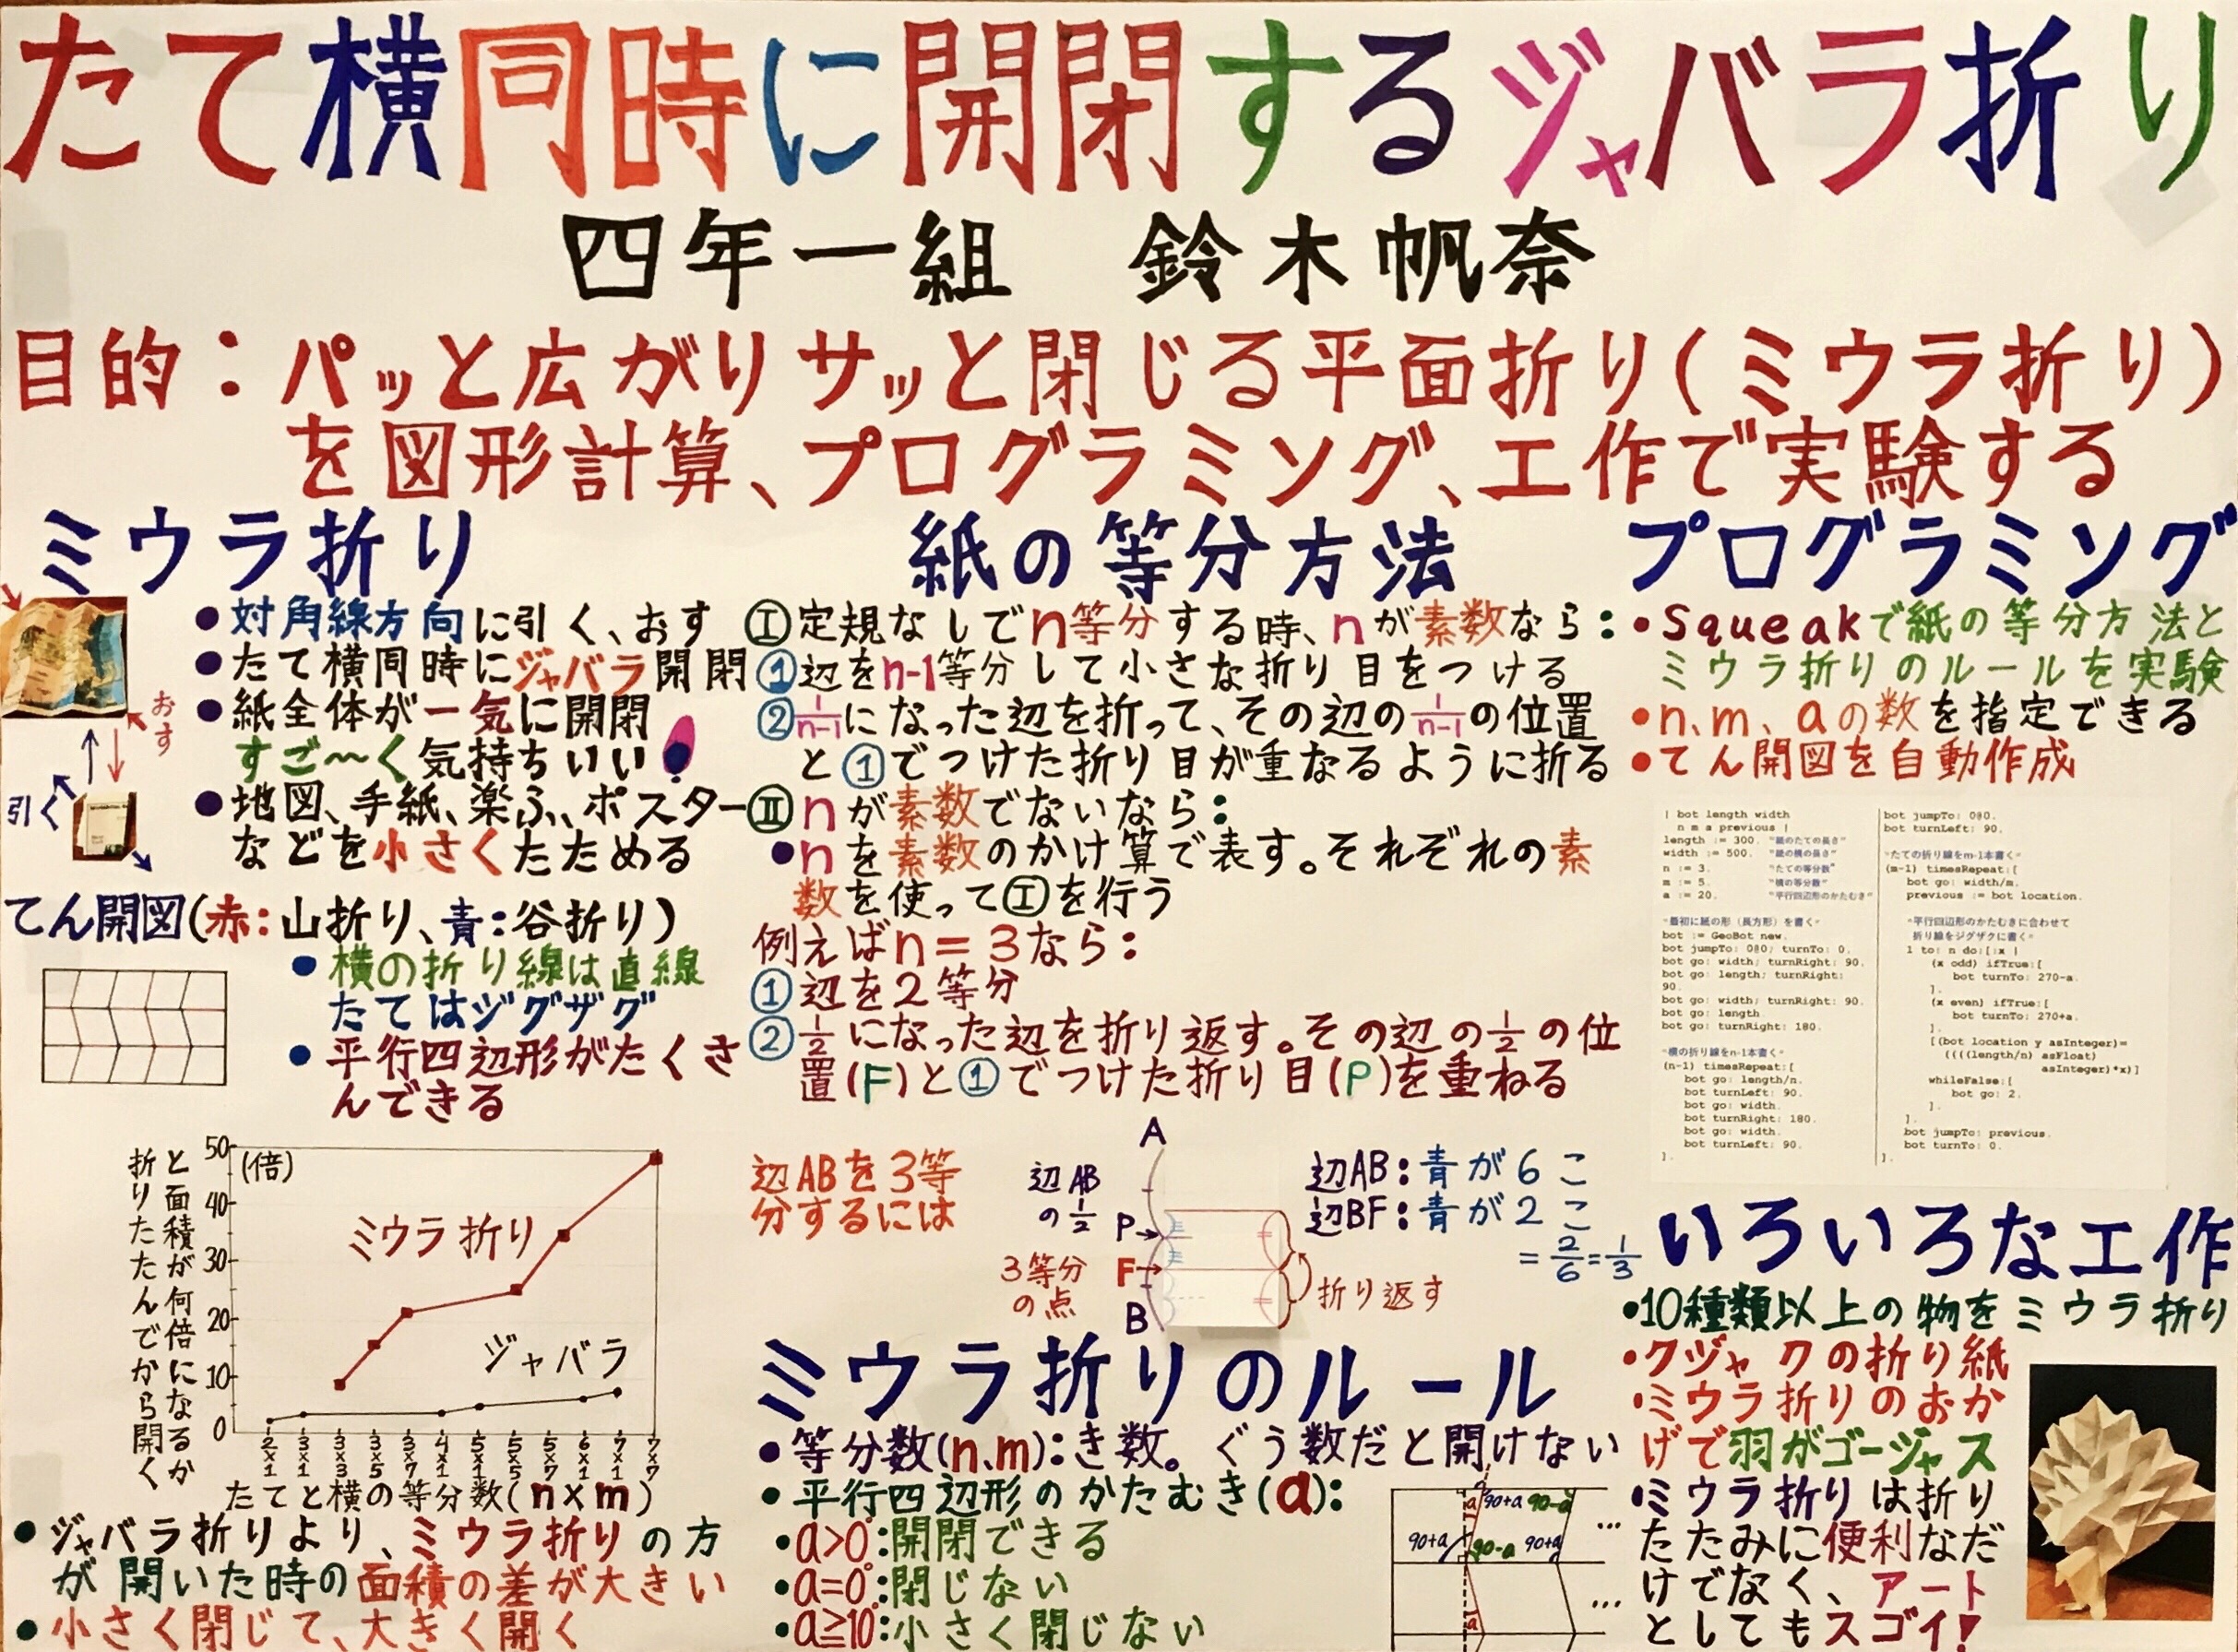 たて横同時に開閉するジャバラ折り
四年一組 鈴木帆奈
目的：パッと広がりサッと閉じる平面折り(ミウラ折り)
を図形計算、プログラミング、工作で実験する
ミウラ折り
●対角線方向に引く、おす
●たて横同時にジャバラ開閉
●紙全体が一気に開閉
すご〜く気持ちいい!
●地図、手紙、楽ふ、ポスター
などを小さくたためる
おす
引く
てん開図(赤:山折り、青:谷折り)
●横の折り線は直線
たてはジグザグ
●平行四辺形がたくさ
んできる
折りたたんでから開く
と面積が何倍になるか
50
40
30
20
10
0
(倍)
ミウラ折り
ジャバラ
2×1 3×1 3×3 3×5 3×7 4×1 5×1 5×5 5×7 6×1 7×1 7×7
たてと横の等分数(n×m)
●ジャバラ折りより、ミウラ折りの方
が開いた時の面積の差が大きい
●小さく閉じて、大きく開く
紙の等分方法
Ⅰ定規なしでn等分する時、nが素数なら:
①辺をn-1等分して小さな折り目をつける
②1/n-1になった辺を折って、その辺の1/n-1の位置
と①でつけた折り目が重なるように折る
Ⅱnが素数でないなら:
●nを素数のかけ算で表す。それぞれの素
数を使ってⅠを行う
例えばn=3なら:
①辺を2等分
②1/2になった辺を折り返す。その辺の1/2の位
置(F)と①でつけた折り目(P)を重ねる
辺ABを3等
分するには
A
辺AB
の1/2
P→
3等分
の点
F→
B
折り返す
辺AB:青が6こ
辺BF:青が2こ
=2/6=1/3
ミウラ折りのルール
●等分数(n.m):き数。ぐう数だと開けない
●平行四辺形のかたむき(a):
•a>0°:開閉できる
•a=0°:閉じない
•a≥10°:小さく閉じない
a
a 90+a 90-a
90+a 90-a 90+a
...
a
...
プログラミング
•Squeakで紙の等分方法と
ミウラ折りのルールを実験
•n.m、aの数を指定できる
•てん開図を自動作成
| bot length width
n m a previous |
length := 300. "紙のたての長さ"
width := 500. "紙の横の長さ"
n := 3. "たての等分数"
m := 5. "横の等分数"
a := 20. "平行四辺形のかたむき"
"最初に紙の形（長方形）を書く"
bot := GeoBot new.
bot jumpTo: 0@0; turnTo: 0.
bot go: width; turnRight: 90.
bot go: length; turnRight:
90.
bot go: width; turnRight: 90.
bot go: length.
bot go: turnRight: 180.
"横の折り線をn-1本書く"
(n-1) timesRepeat:[
bot go: length/n.
bot turnLeft: 90.
bot go: width.
bot turnRight: 180.
bot go: width.
bot turnLeft: 90.
].
bot jumpTo: 0@0.
bot turnLeft: 90.
"たての折り線をm-1本書く"
(m-1) timesRepeat:[
bot go: width/m.
previous := bot location.
"平行四辺形のかたむきに合わせて
折り線をジグザクに書く"
1 to: n do:[:x |
(x odd) ifTrue:[
bot turnTo: 270-a.
].
(x even) ifTrue:[
bot turnTo: 270+a.
].
[(bot location y asInteger)=
((((length/n) asFloat)
asInteger)*x)]
whileFalse:[
bot go: 2.
].
].
bot jumpTo: previous.
bot turnTo: 0.
].
いろいろな工作
•10種類以上の物をミウラ折り
•クジャクの折り紙
•ミウラ折りのおか
げで羽がゴージャス
•ミウラ折りは折り
たたみに便利なだ
けでなく、アート
としてもスゴイ!